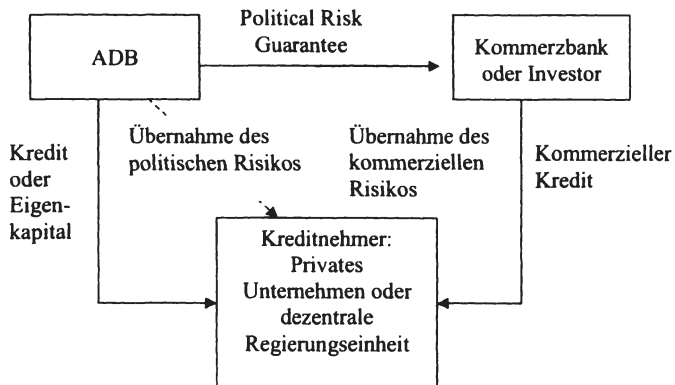 Political Risk
Guarantee
ADB
Kommerzbank
oder Investor
Kredit
oder
Eigen-
kapital
Übernahme des
politischen Risikos
Übernahme des
kommerziellen
Risikos
Kommerzieller
Kredit
Kreditnehmer:
Privates
Unternehmen oder
dezentrale
Regierungseinheit